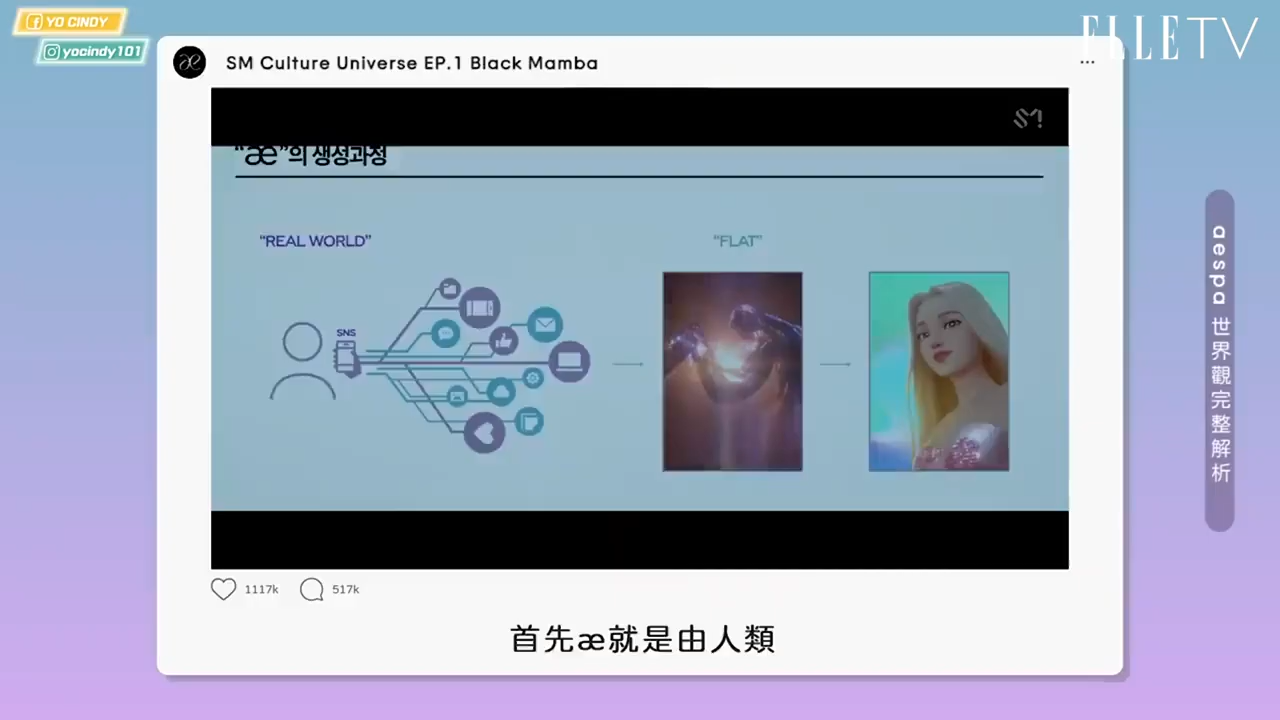 YO CINDY
yocindy101
ELLE TV
æ
SM Culture Universe EP.1 Black Mamba
SM!
“æ”의 생성과정
“REAL WORLD”
“FLAT”
SNS
1117k
517k
首先æ就是由人類
aespa 世界觀完整解析